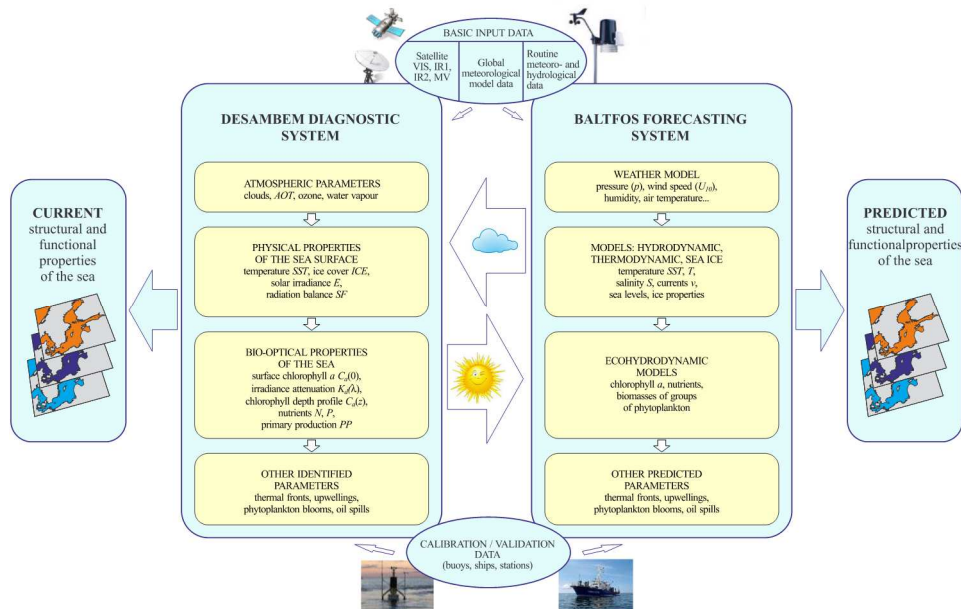 BASIC INPUT DATA
Satellite
VIS, IR1,
IR2, MV
Global
meteorological
model data
Routine
meteoro- and
hydrological
data
DESAMBEM DIAGNOSTIC
SYSTEM
ATMOSPHERIC PARAMETERS
clouds, AOT, ozone, water vapour
PHYSICAL PROPERTIES
OF THE SEA SURFACE
temperature SST, ice cover ICE,
solar irradiance E,
radiation balance SF
BIO-OPTICAL PROPERTIES
OF THE SEA
surface chlorophyll a Cₐ(0),
irradiance attenuation K_d(λ),
chlorophyll depth profile Cₐ(z),
nutrients N, P,
primary production PP
OTHER IDENTIFIED
PARAMETERS
thermal fronts, upwellings,
phytoplankton blooms, oil spills
BALTFOS FORECASTING
SYSTEM
WEATHER MODEL
pressure (p), wind speed (U₁₀),
humidity, air temperature...
MODELS: HYDRODYNAMIC,
THERMODYNAMIC, SEA ICE
temperature SST, T,
salinity S, currents v,
sea levels, ice properties
ECOHYDRODYNAMIC
MODELS
chlorophyll a, nutrients,
biomasses of groups
of phytoplankton
OTHER PREDICTED
PARAMETERS
thermal fronts, upwellings,
phytoplankton blooms, oil spills
CURRENT
structural and
functional
properties
of the sea
PREDICTED
structural and
functionalproperties
of the sea
CALIBRATION / VALIDATION
DATA
(buoys, ships, stations)